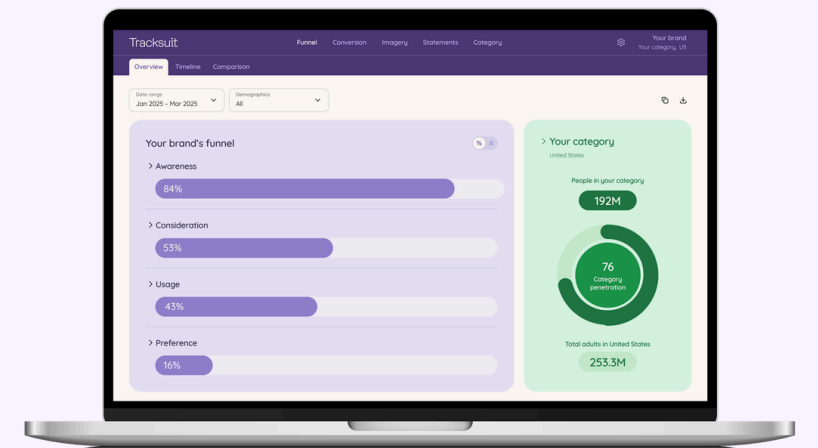 Tracksuit
Funnel
Conversion
Imagery
Statements
Category
Your brand
Your category, US
Overview
Timeline
Comparison
Date range
Jan 2025 – Mar 2025
Demographics
All
Your brand's funnel
%
#
Awareness
84%
Consideration
53%
Usage
43%
Preference
16%
Your category
United States
People in your category
192M
76
Category
penetration
Total adults in United States
253.3M